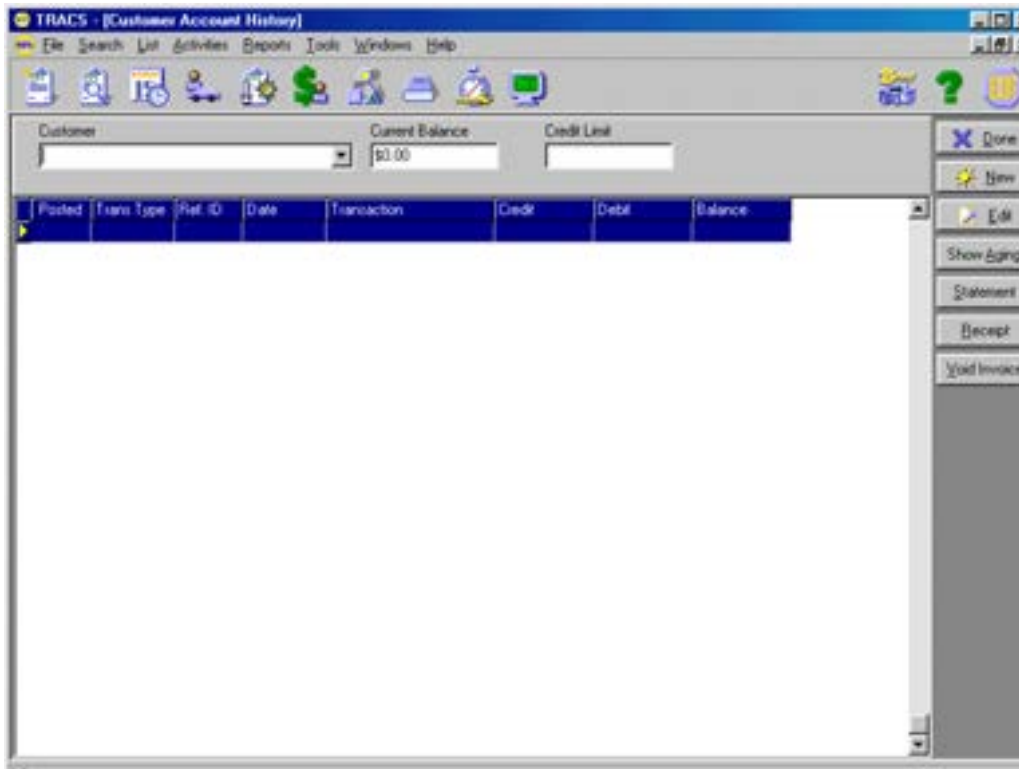 TRACS - [Customer Account History]
File Search List Activities Reports Tools Windows Help
Customer Current Balance Credit Limit
$0.00
Posted Trans Type Ref. ID Date Transaction Credit Debit Balance
Done
New
Edit
Show Aging
Statement
Receipt
Void Invoice